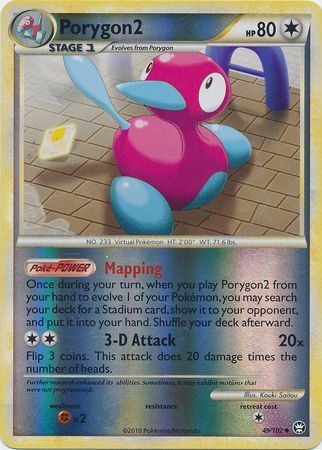 Porygon2
HP 80
STAGE 1
Evolves from Porygon
NO. 233 Virtual Pokémon HT: 2'00" WT: 71.6 lbs.
Poké-POWER Mapping
Once during your turn, when you play Porygon2 from
your hand to evolve 1 of your Pokémon, you may search
your deck for a Stadium card, show it to your opponent,
and put it into your hand. Shuffle your deck afterward.
3-D Attack 20x
Flip 3 coins. This attack does 20 damage times the
number of heads.
Further research enhanced its abilities. Sometimes, it may exhibit motions that
were not programmed.
Illus. Kouki Saitou
weakness resistance retreat cost
×2
©2010 Pokémon/Nintendo
49/102